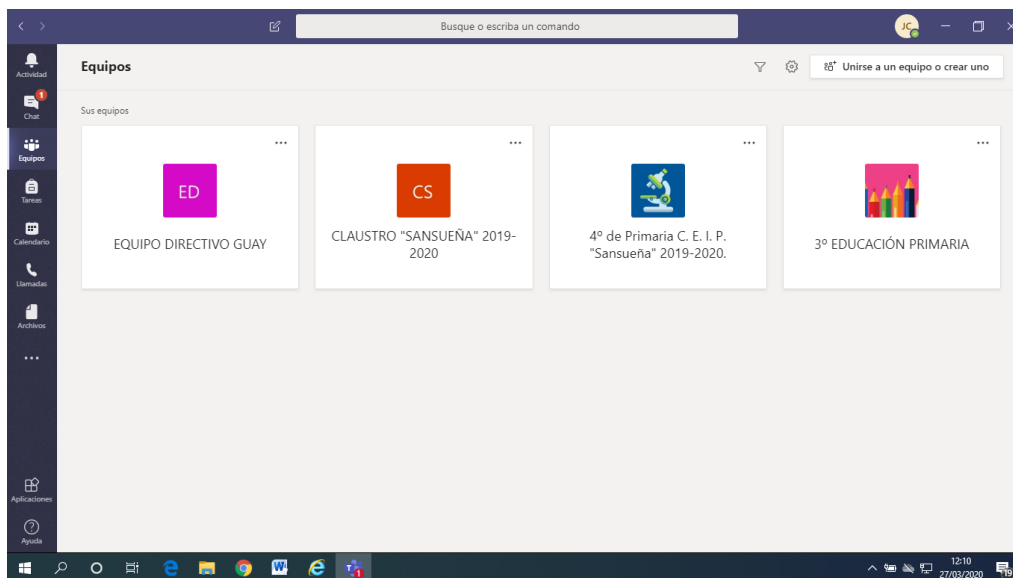 Busque o escriba un comando
JC
Actividad
1
Chat
Equipos
Tareas
Calendario
Llamadas
Archivos
Aplicaciones
Ayuda
Equipos
Unirse a un equipo o crear uno
Sus equipos
ED
EQUIPO DIRECTIVO GUAY
CS
CLAUSTRO "SANSUEÑA" 2019-
2020
4º de Primaria C. E. I. P.
"Sansueña" 2019-2020.
3º EDUCACIÓN PRIMARIA
12:10
27/03/2020
19